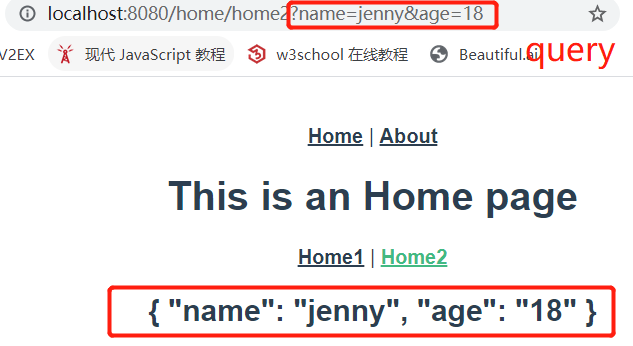 localhost:8080/home/home2?name=jenny&age=18
V2EX 现代 JavaScript 教程 w3school 在线教程 Beautiful.ai
query
Home | About
This is an Home page
Home1 | Home2
{ "name": "jenny", "age": "18" }